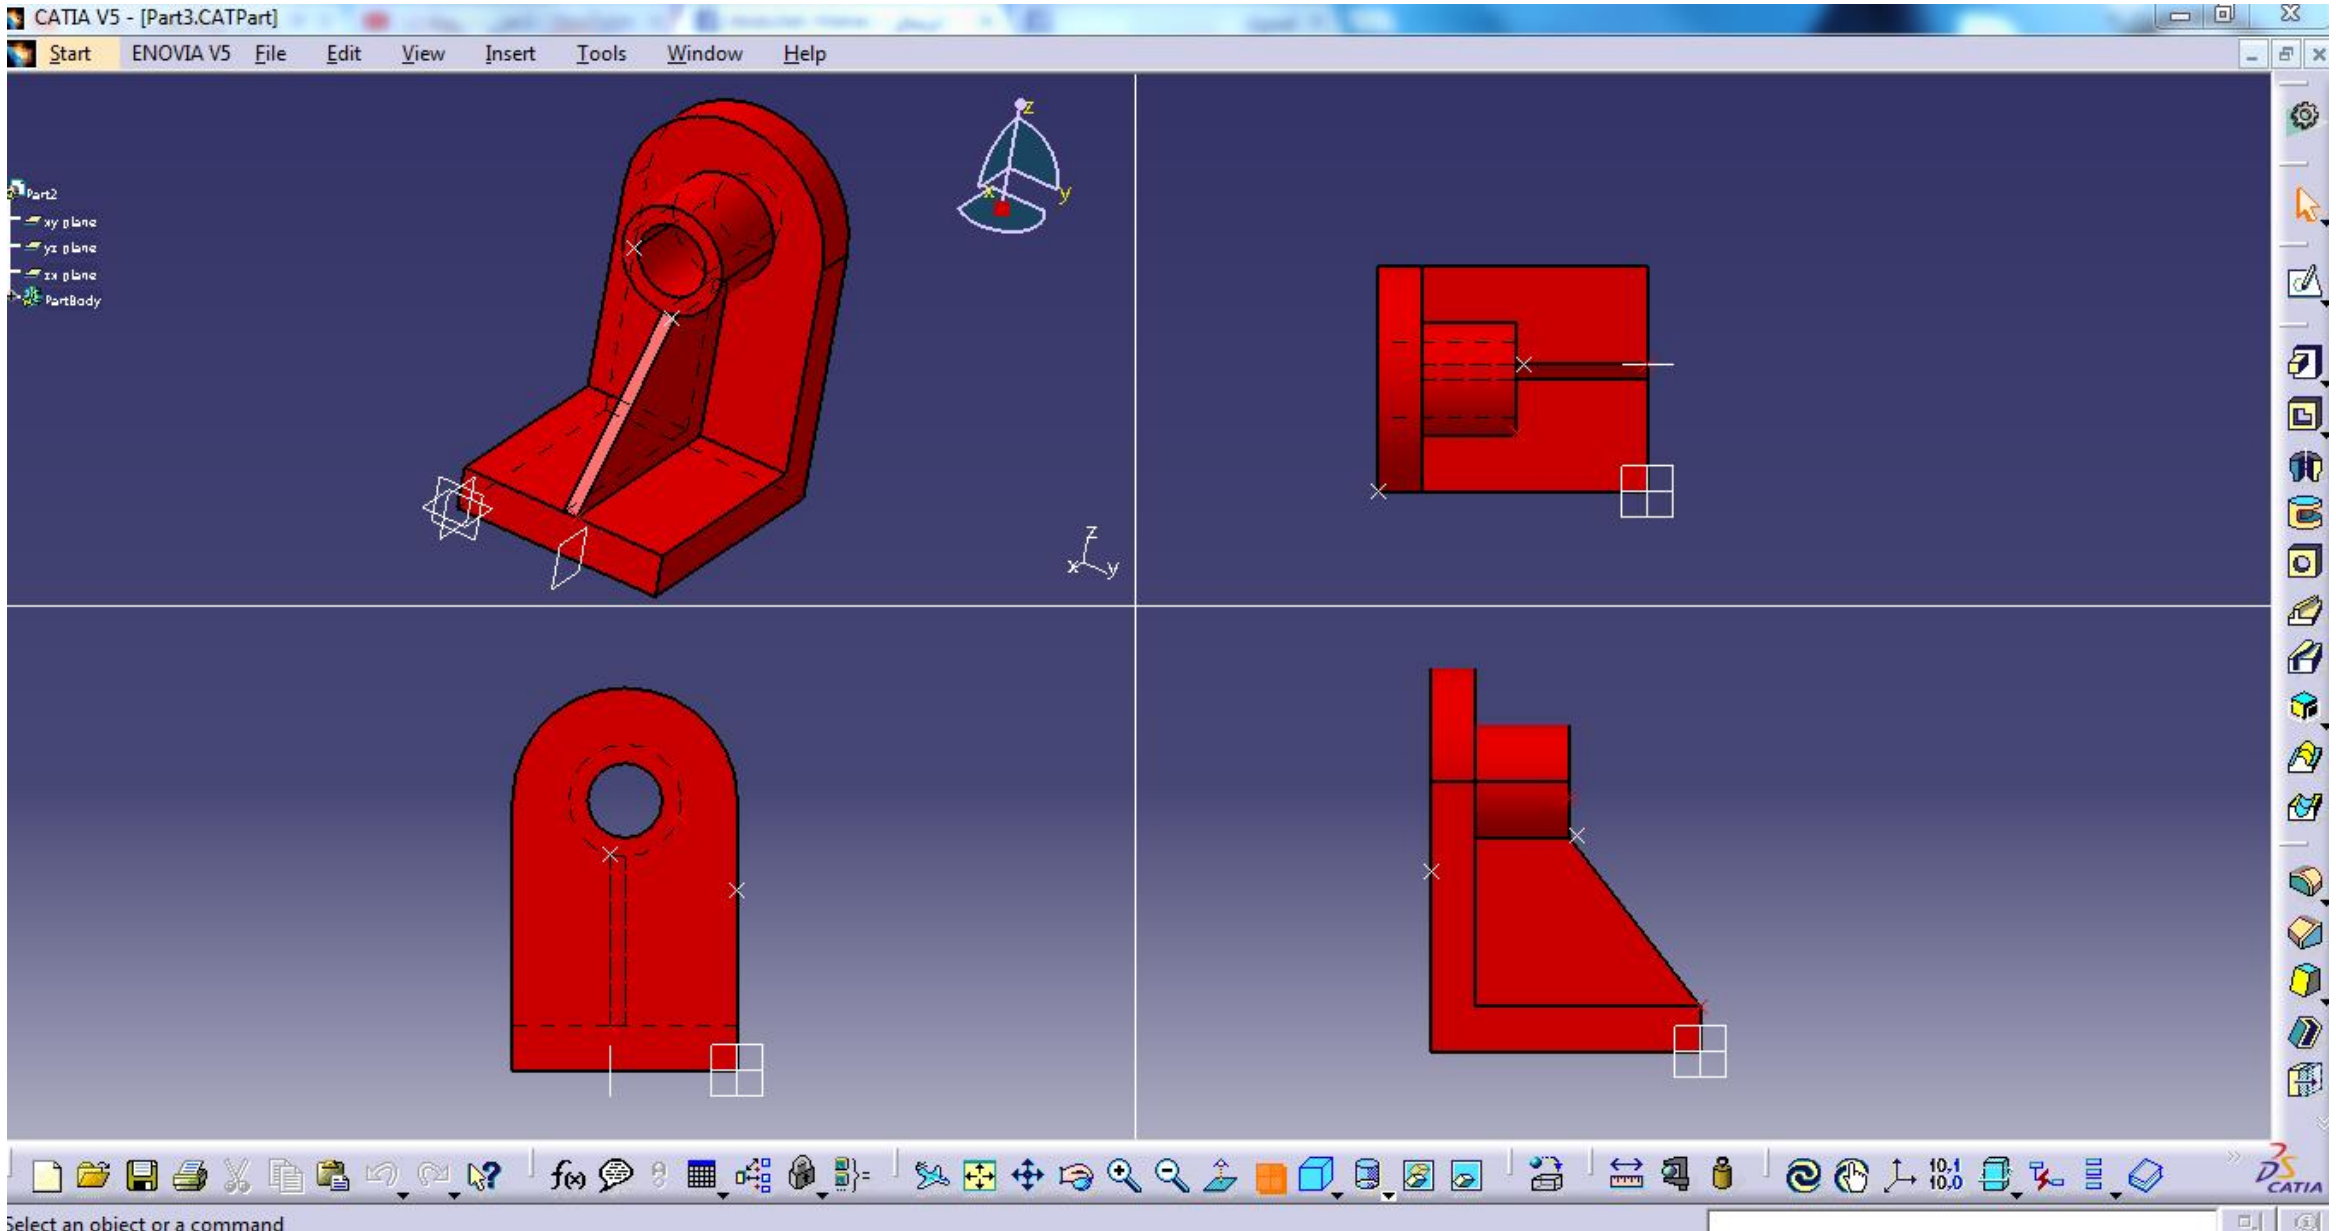 CATIA V5 - [Part3.CATPart]
Start ENOVIA V5 File Edit View Insert Tools Window Help
Part2
xy plane
yz plane
zx plane
PartBody
z
x
y
z
x y
f(x)
10,1
10,0
CATIA
Select an object or a command